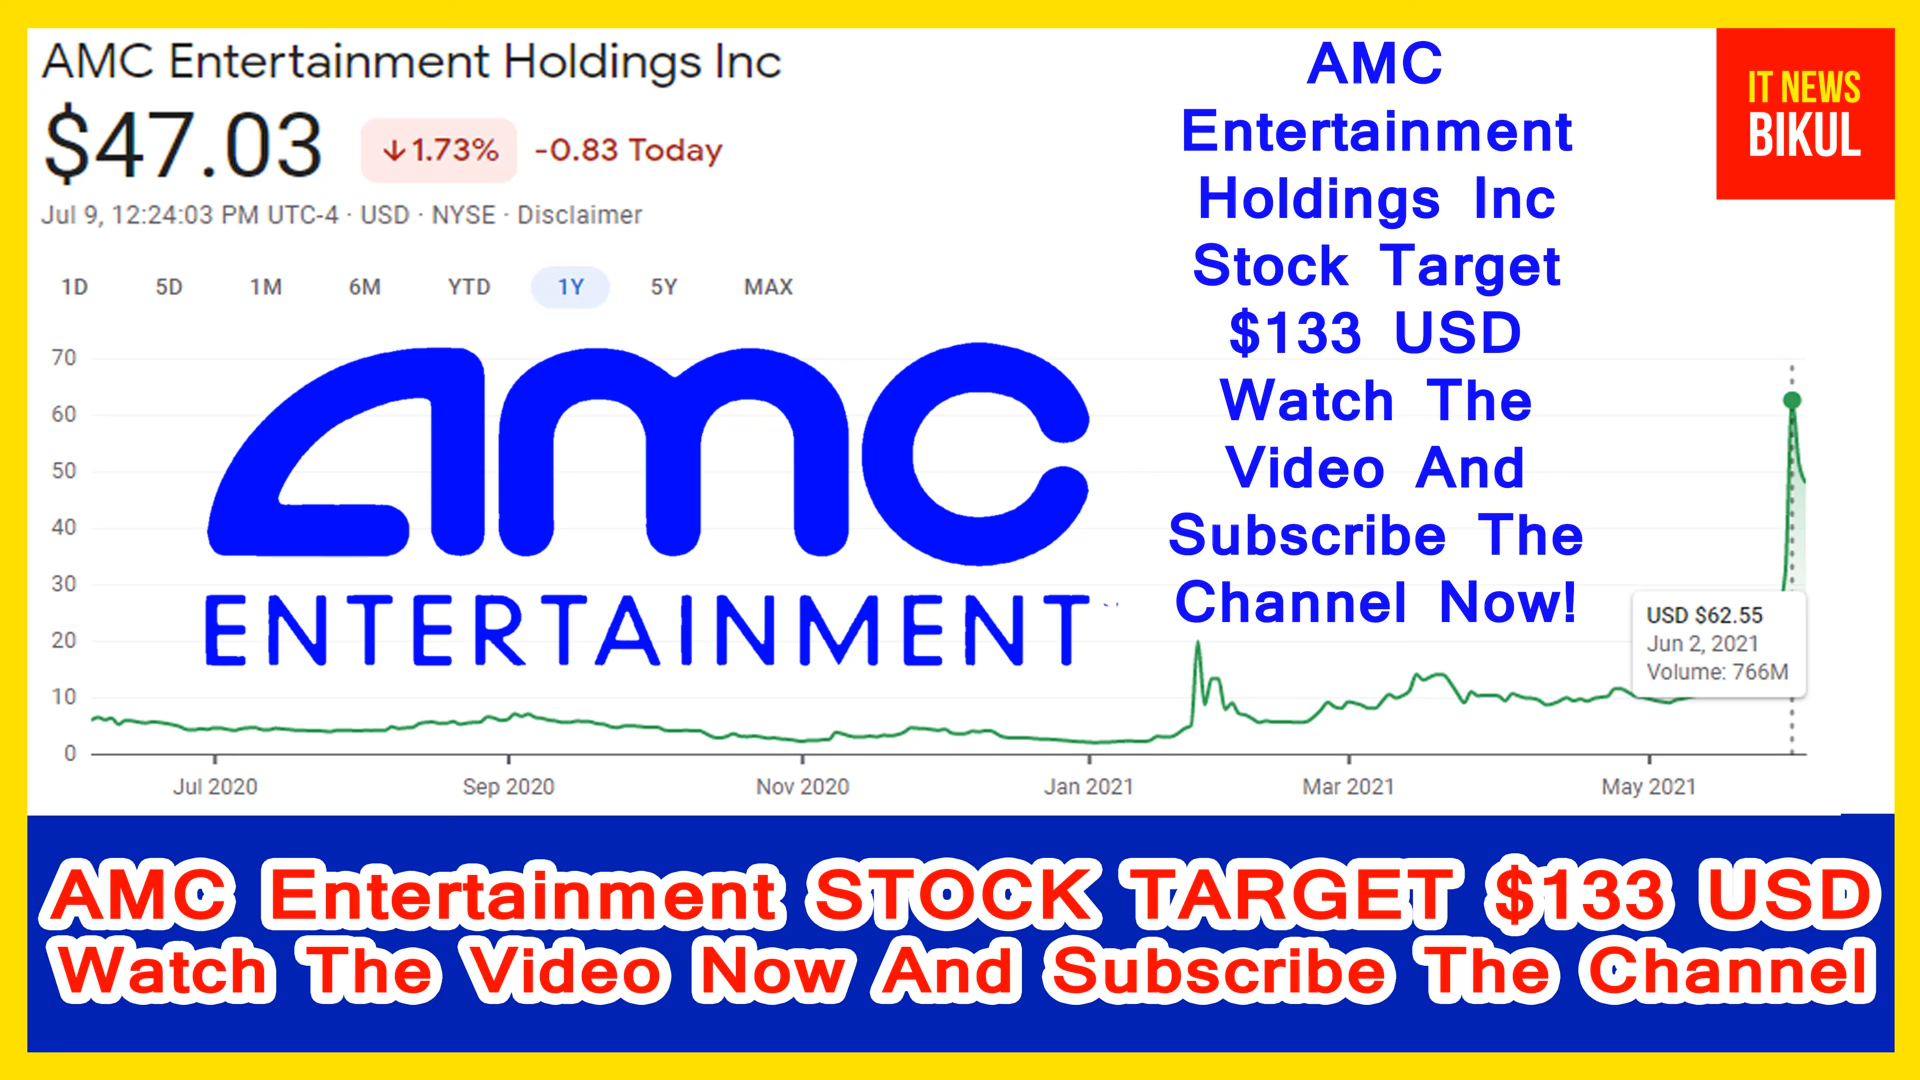 AMC Entertainment Holdings Inc
$47.03 ↓1.73% -0.83 Today
Jul 9, 12:24:03 PM UTC-4 · USD · NYSE · Disclaimer
1D 5D 1M 6M YTD 1Y 5Y MAX
AMC
Entertainment
Holdings Inc
Stock Target
$133 USD
Watch The
Video And
Subscribe The
Channel Now!
IT NEWS
BIKUL
amc
ENTERTAINMENT
70
60
50
40
30
20
10
0
USD $62.55
Jun 2, 2021
Volume: 766M
Jul 2020 Sep 2020 Nov 2020 Jan 2021 Mar 2021 May 2021
AMC Entertainment STOCK TARGET $133 USD
Watch The Video Now And Subscribe The Channel